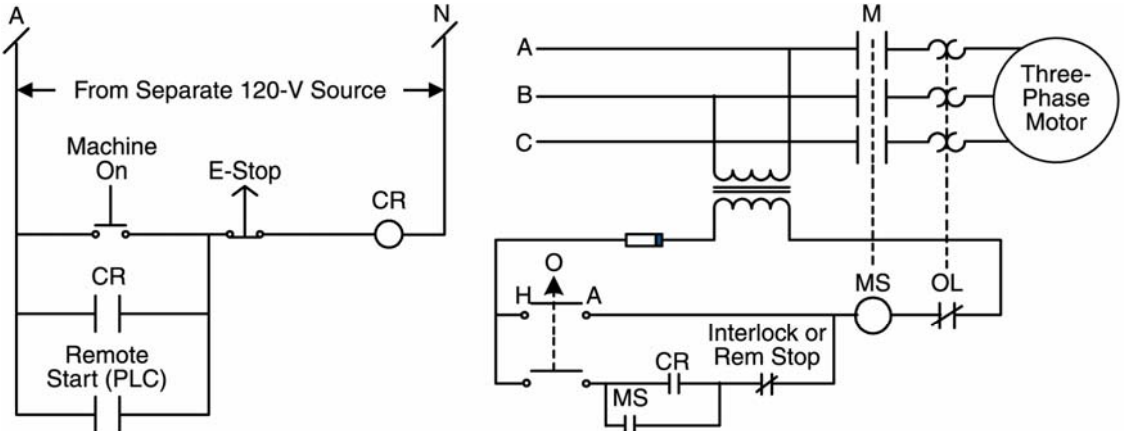 A
N
From Separate 120-V Source
Machine
On
E-Stop
CR
CR
Remote
Start (PLC)
M
A
B
C
Three-
Phase
Motor
O
H
A
MS
OL
Interlock or
Rem Stop
CR
MS